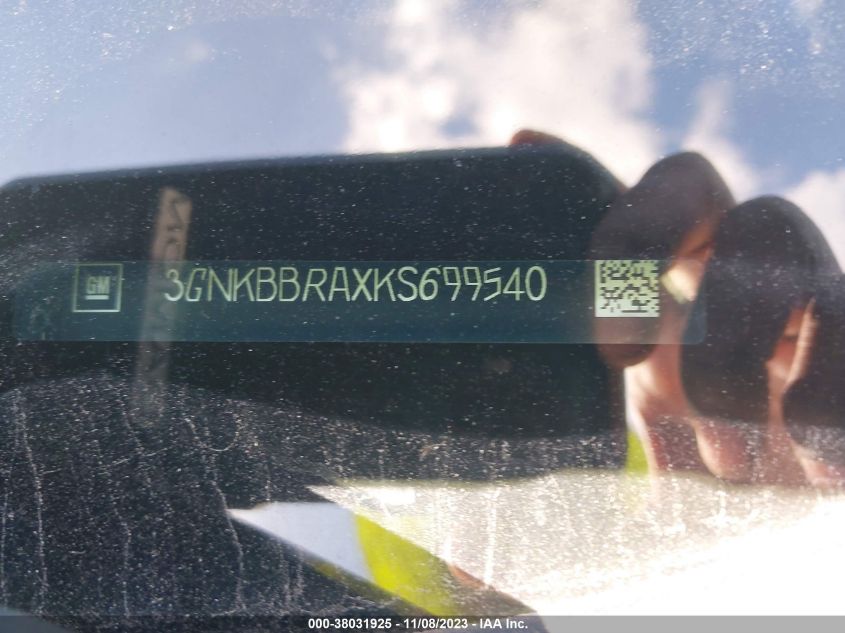 GM 3GNKBBRAXKS699540
000-38031925 - 11/08/2023 - IAA Inc.